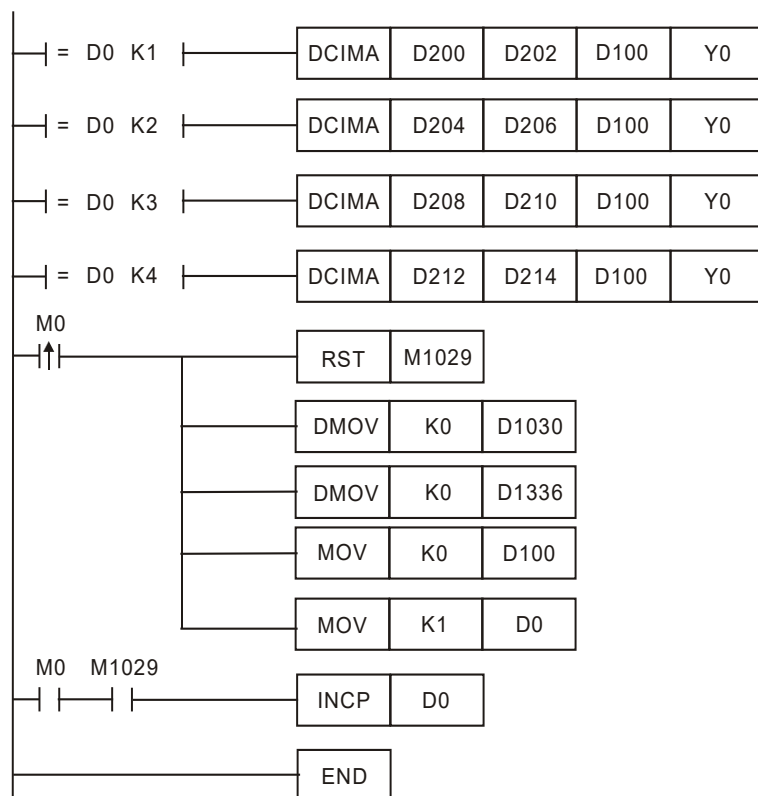 = D0 K1 DCIMA D200 D202 D100 Y0
= D0 K2 DCIMA D204 D206 D100 Y0
= D0 K3 DCIMA D208 D210 D100 Y0
= D0 K4 DCIMA D212 D214 D100 Y0
M0
RST M1029
DMOV K0 D1030
DMOV K0 D1336
MOV K0 D100
MOV K1 D0
M0 M1029
INCP D0
END